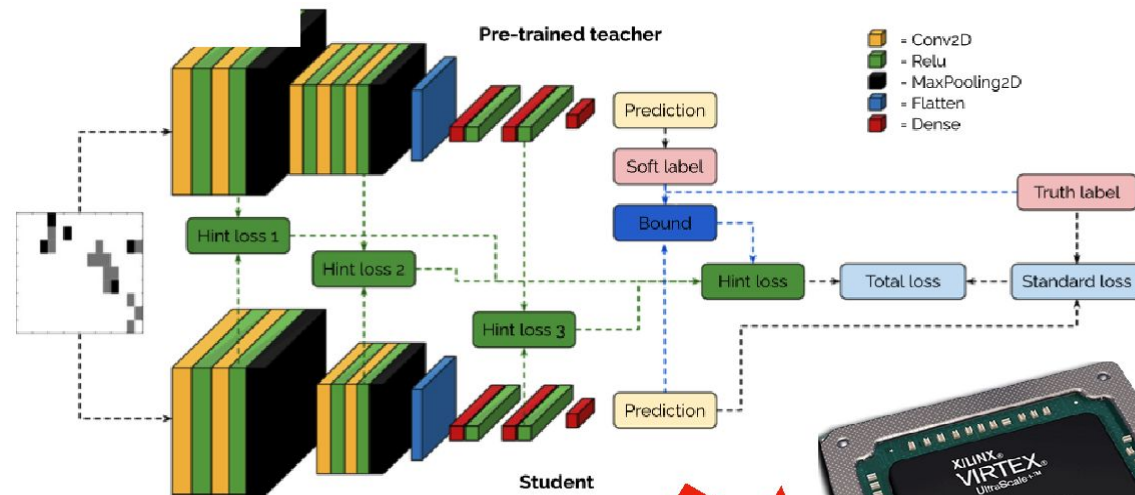 Pre-trained teacher
= Conv2D
= Relu
= MaxPooling2D
= Flatten
= Dense
Prediction
Soft label
Truth label
Bound
Hint loss 1
Hint loss 2
Hint loss
Total loss
Standard loss
Hint loss 3
Prediction
Student
XILINX®
VIRTEX®
UltraSCALE+™